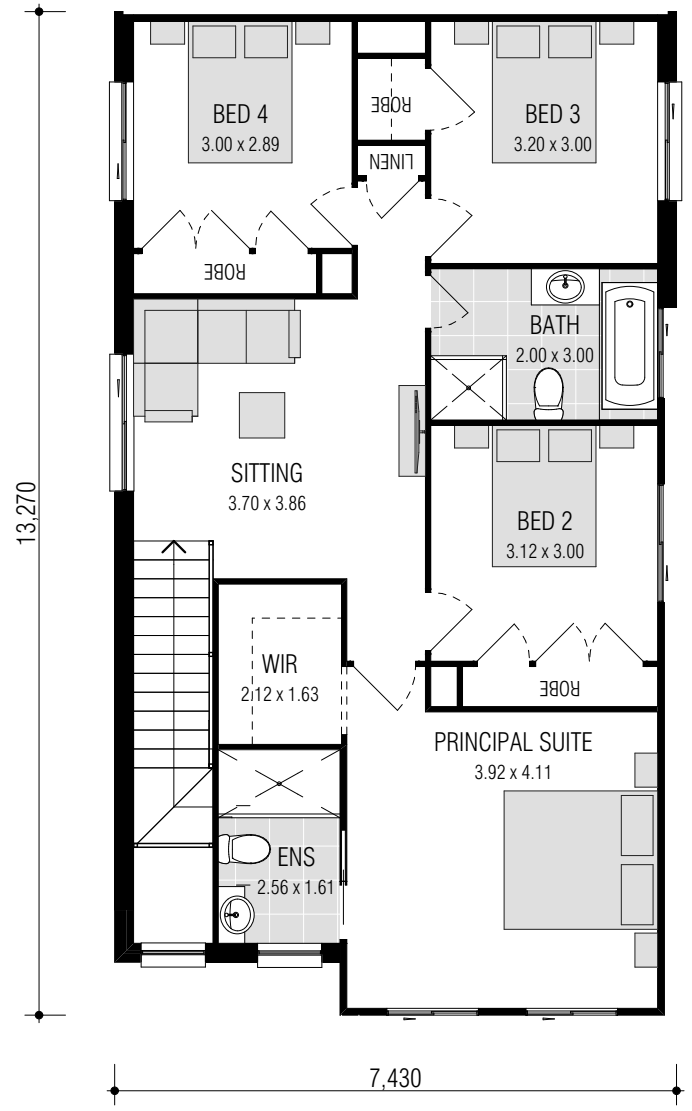 BED 4
3.00 x 2.89
ROBE
BED 3
3.20 x 3.00
LINEN
ROBE
BATH
2.00 x 3.00
SITTING
3.70 x 3.86
13,270
BED 2
3.12 x 3.00
WIR
2.12 x 1.63
ROBE
PRINCIPAL SUITE
3.92 x 4.11
ENS
2.56 x 1.61
7,430